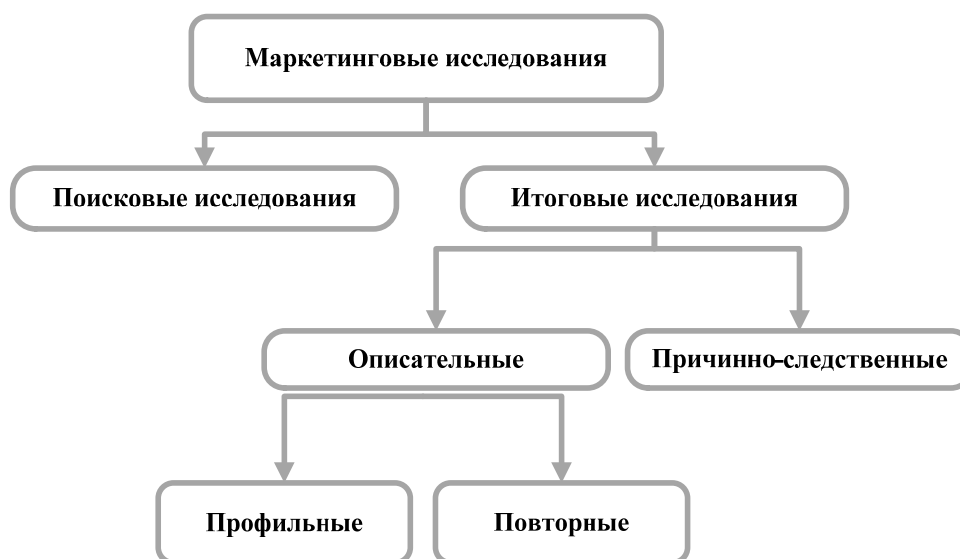 Маркетинговые исследования
Поисковые исследования
Итоговые исследования
Описательные
Причинно-следственные
Профильные
Повторные